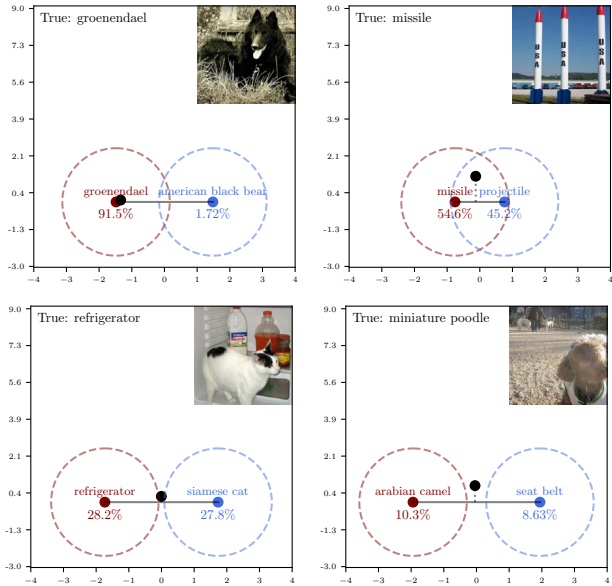 True: groenendael
9.0
7.3
5.6
3.9
2.1
0.4
−1.3
−3.0
groenendael american black bear
91.5% 1.72%
−4 −3 −2 −1 0 1 2 3 4
True: missile
USA USA USA
9.0
7.3
5.6
3.9
2.1
0.4
−1.3
−3.0
missile projectile
54.6% 45.2%
−4 −3 −2 −1 0 1 2 3 4
True: refrigerator
9.0
7.3
5.6
3.9
2.1
0.4
−1.3
−3.0
refrigerator siamese cat
28.2% 27.8%
−4 −3 −2 −1 0 1 2 3 4
True: miniature poodle
9.0
7.3
5.6
3.9
2.1
0.4
−1.3
−3.0
arabian camel seat belt
10.3% 8.63%
−4 −3 −2 −1 0 1 2 3 4